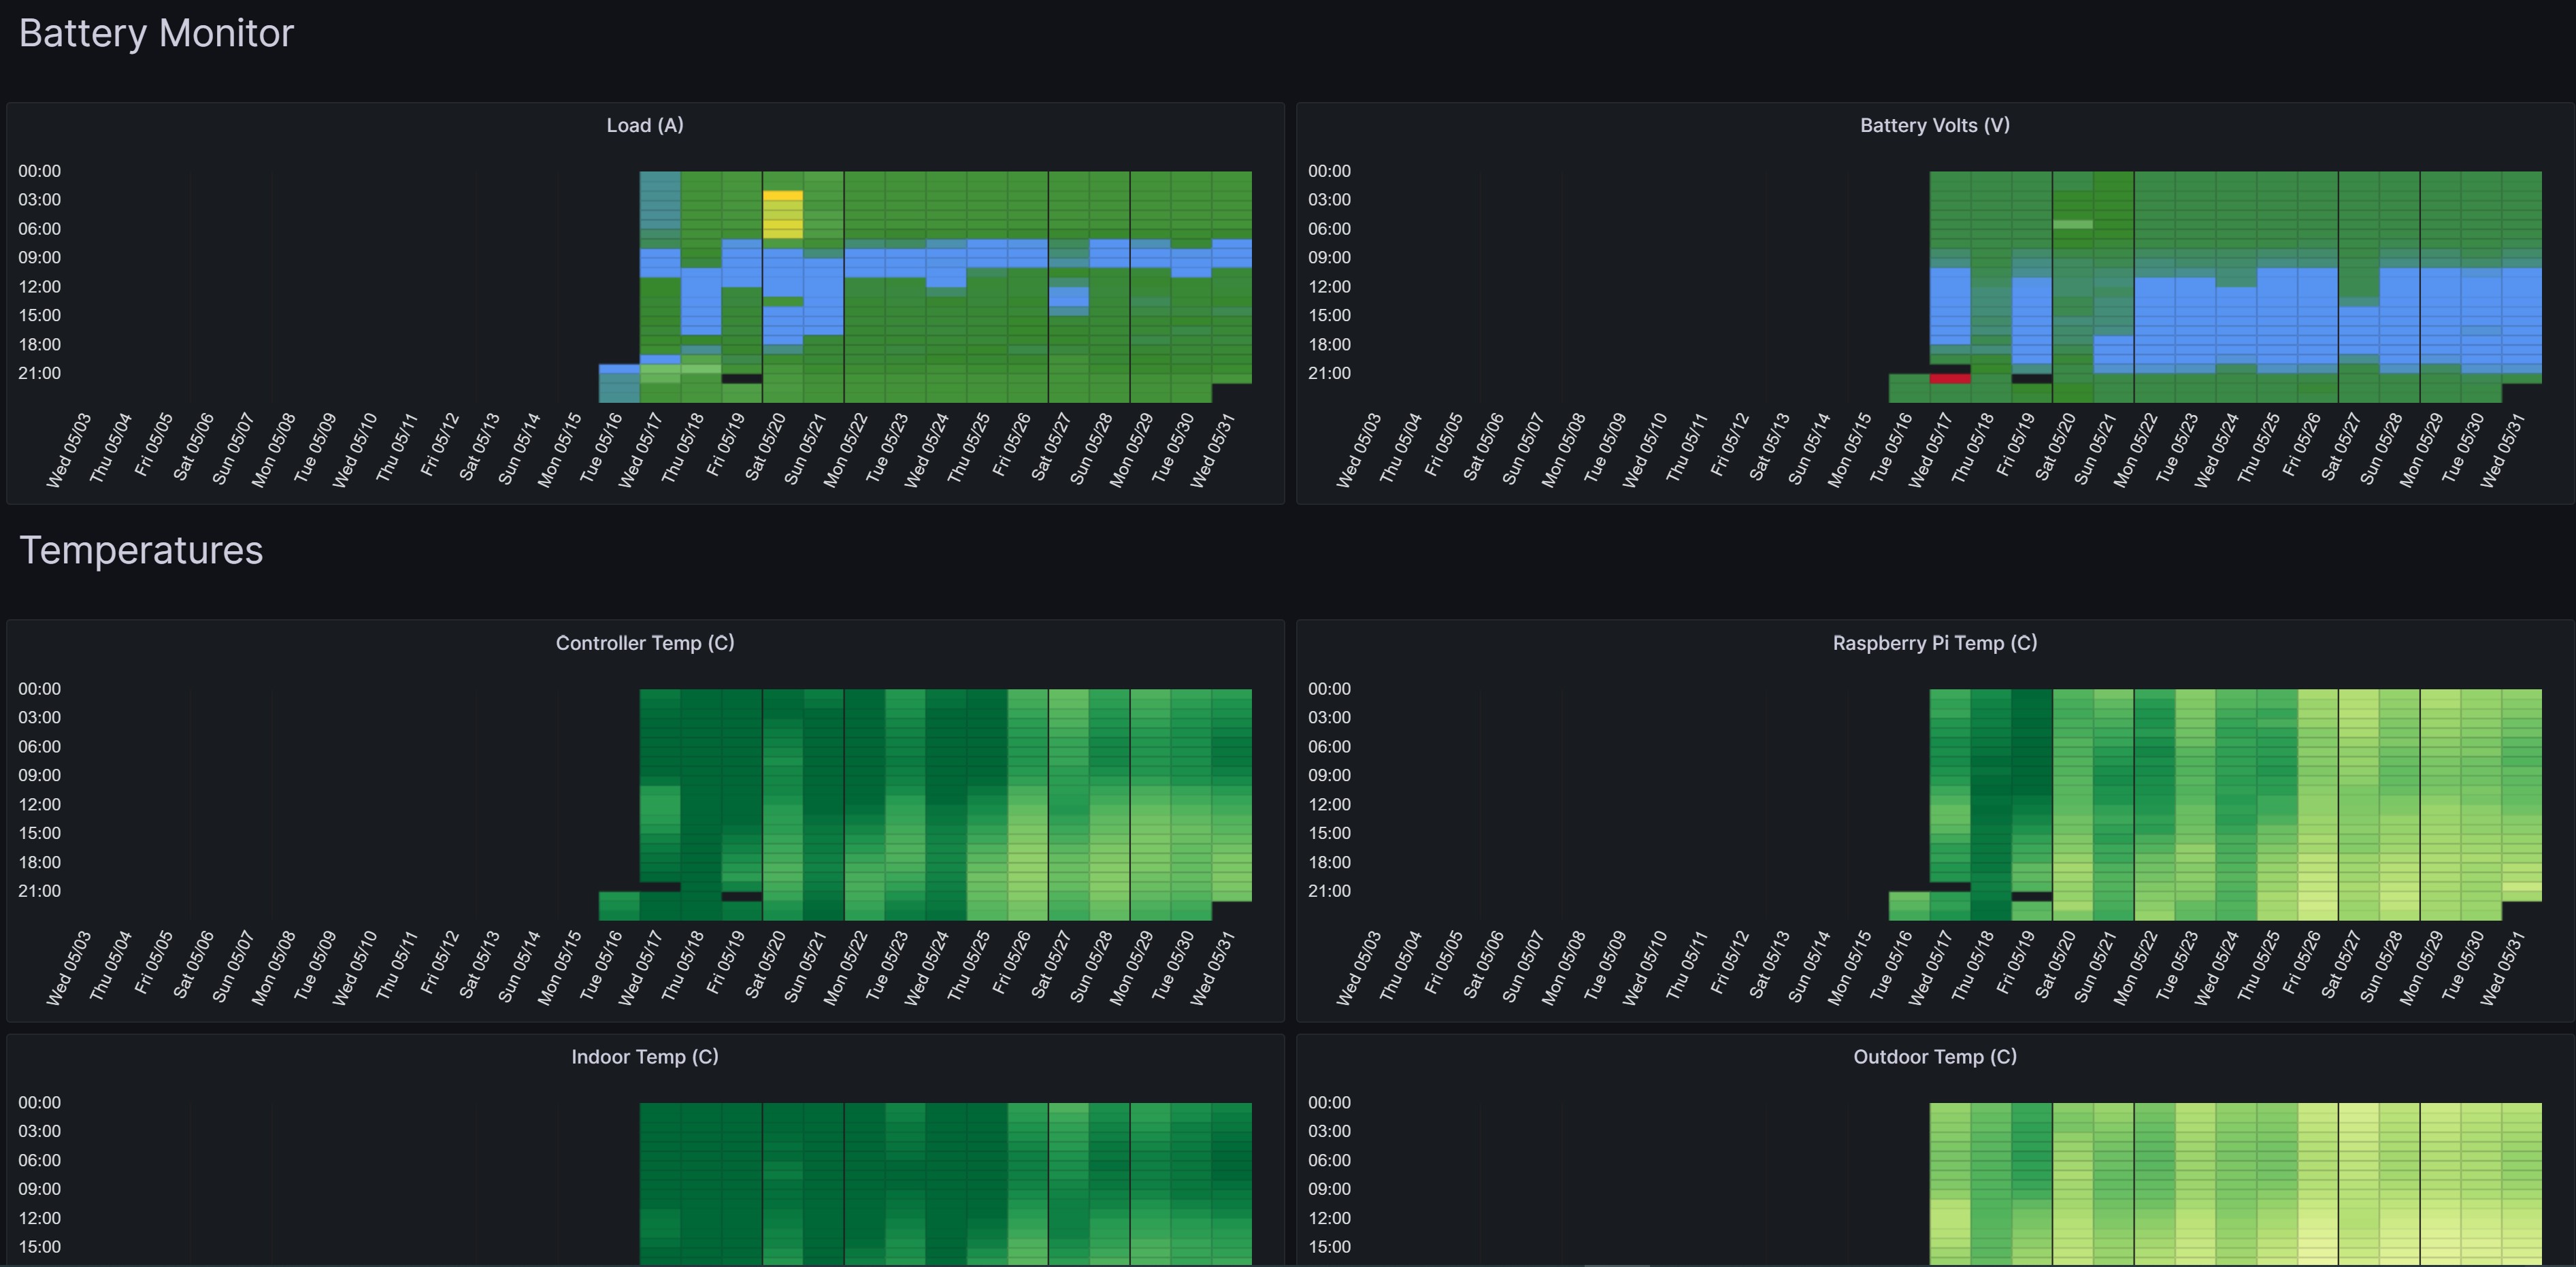 Battery Monitor
Load (A)
00:00
03:00
06:00
09:00
12:00
15:00
18:00
21:00
Wed 05/03
Thu 05/04
Fri 05/05
Sat 05/06
Sun 05/07
Mon 05/08
Tue 05/09
Wed 05/10
Thu 05/11
Fri 05/12
Sat 05/13
Sun 05/14
Mon 05/15
Tue 05/16
Wed 05/17
Thu 05/18
Fri 05/19
Sat 05/20
Sun 05/21
Mon 05/22
Tue 05/23
Wed 05/24
Thu 05/25
Fri 05/26
Sat 05/27
Sun 05/28
Mon 05/29
Tue 05/30
Wed 05/31
Battery Volts (V)
00:00
03:00
06:00
09:00
12:00
15:00
18:00
21:00
Wed 05/03
Thu 05/04
Fri 05/05
Sat 05/06
Sun 05/07
Mon 05/08
Tue 05/09
Wed 05/10
Thu 05/11
Fri 05/12
Sat 05/13
Sun 05/14
Mon 05/15
Tue 05/16
Wed 05/17
Thu 05/18
Fri 05/19
Sat 05/20
Sun 05/21
Mon 05/22
Tue 05/23
Wed 05/24
Thu 05/25
Fri 05/26
Sat 05/27
Sun 05/28
Mon 05/29
Tue 05/30
Wed 05/31
Temperatures
Controller Temp (C)
00:00
03:00
06:00
09:00
12:00
15:00
18:00
21:00
Wed 05/03
Thu 05/04
Fri 05/05
Sat 05/06
Sun 05/07
Mon 05/08
Tue 05/09
Wed 05/10
Thu 05/11
Fri 05/12
Sat 05/13
Sun 05/14
Mon 05/15
Tue 05/16
Wed 05/17
Thu 05/18
Fri 05/19
Sat 05/20
Sun 05/21
Mon 05/22
Tue 05/23
Wed 05/24
Thu 05/25
Fri 05/26
Sat 05/27
Sun 05/28
Mon 05/29
Tue 05/30
Wed 05/31
Raspberry Pi Temp (C)
00:00
03:00
06:00
09:00
12:00
15:00
18:00
21:00
Wed 05/03
Thu 05/04
Fri 05/05
Sat 05/06
Sun 05/07
Mon 05/08
Tue 05/09
Wed 05/10
Thu 05/11
Fri 05/12
Sat 05/13
Sun 05/14
Mon 05/15
Tue 05/16
Wed 05/17
Thu 05/18
Fri 05/19
Sat 05/20
Sun 05/21
Mon 05/22
Tue 05/23
Wed 05/24
Thu 05/25
Fri 05/26
Sat 05/27
Sun 05/28
Mon 05/29
Tue 05/30
Wed 05/31
Indoor Temp (C)
00:00
03:00
06:00
09:00
12:00
15:00
Outdoor Temp (C)
00:00
03:00
06:00
09:00
12:00
15:00